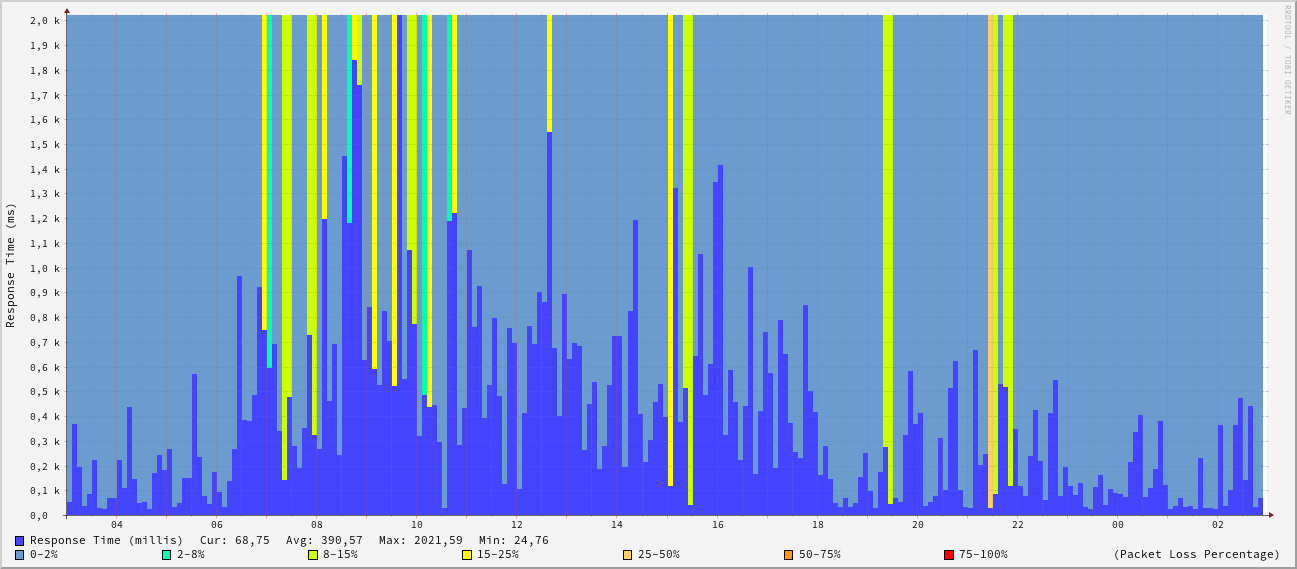 RRDTOOL / TOBI OETIKER
Response Time (ms)
2,0 k
1,9 k
1,8 k
1,7 k
1,6 k
1,5 k
1,4 k
1,3 k
1,2 k
1,1 k
1,0 k
0,9 k
0,8 k
0,7 k
0,6 k
0,5 k
0,4 k
0,3 k
0,2 k
0,1 k
0,0
04 06 08 10 12 14 16 18 20 22 00 02
Response Time (millis) Cur: 68,75 Avg: 390,57 Max: 2021,59 Min: 24,76
0-2% 2-8% 8-15% 15-25% 25-50% 50-75% 75-100% (Packet Loss Percentage)